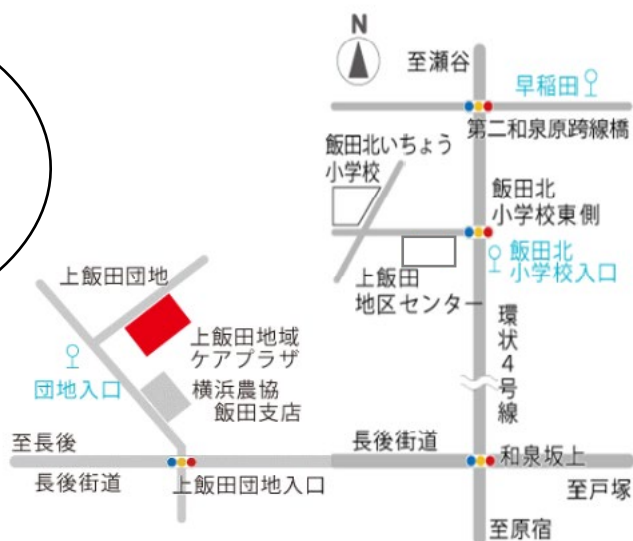 N
至瀬谷
早稲田
第二和泉原跨線橋
飯田北いちょう
小学校
飯田北
小学校東側
飯田北
小学校入口
上飯田
地区センター
上飯田団地
上飯田地域
ケアプラザ
団地入口
横浜農協
飯田支店
環状4号線
至長後
長後街道
和泉坂上
長後街道
上飯田団地入口
至戸塚
至原宿